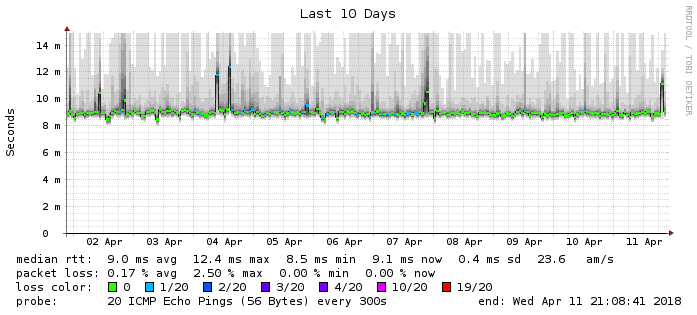 Last 10 Days
RRDTOOL / TOBI OETIKER
Seconds
14 m
12 m
10 m
8 m
6 m
4 m
2 m
0
02 Apr 03 Apr 04 Apr 05 Apr 06 Apr 07 Apr 08 Apr 09 Apr 10 Apr 11 Apr
median rtt: 9.0 ms avg 12.4 ms max 8.5 ms min 9.1 ms now 0.4 ms sd 23.6 am/s
packet loss: 0.17 % avg 2.50 % max 0.00 % min 0.00 % now
loss color: 0 1/20 2/20 3/20 4/20 10/20 19/20
probe: 20 ICMP Echo Pings (56 Bytes) every 300s end: Wed Apr 11 21:08:41 2018